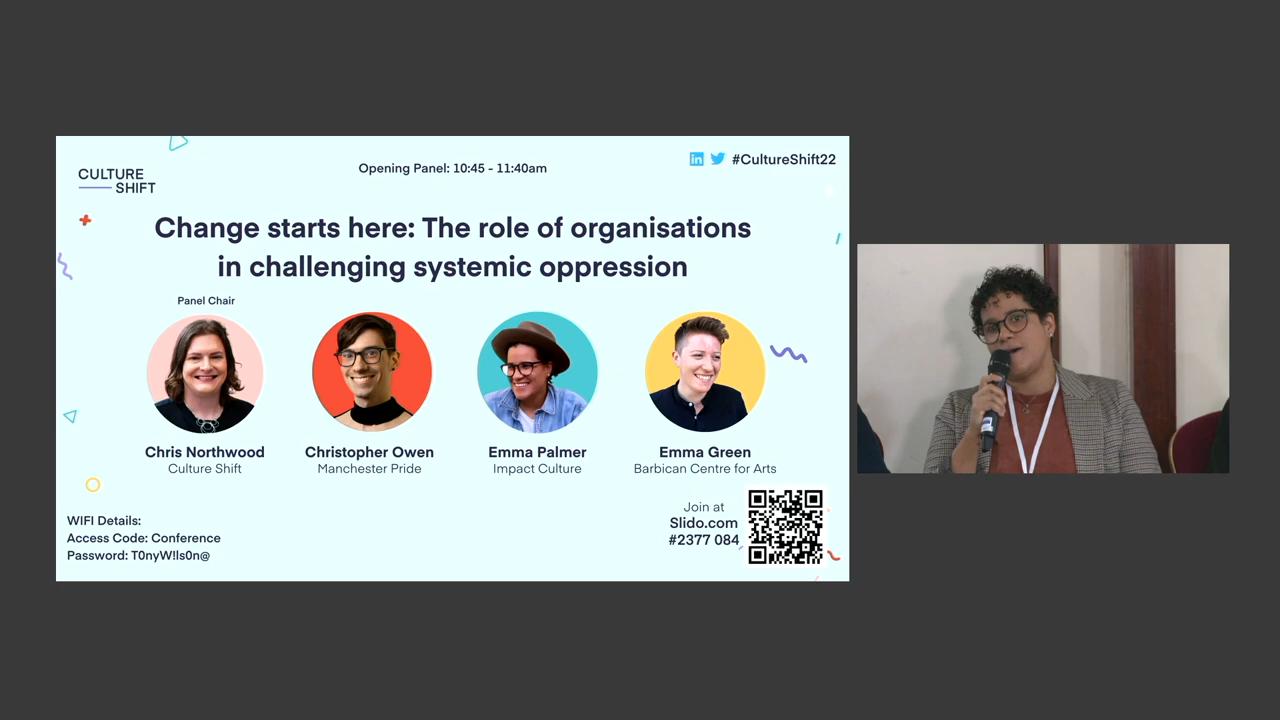 CULTURE
SHIFT
Opening Panel: 10:45 - 11:40am
in #CultureShift22
Change starts here: The role of organisations
in challenging systemic oppression
Panel Chair
Chris Northwood
Culture Shift
Christopher Owen
Manchester Pride
Emma Palmer
Impact Culture
Emma Green
Barbican Centre for Arts
WIFI Details:
Access Code: Conference
Password: T0nyW!ls0n@
Join at
Slido.com
#2377 084